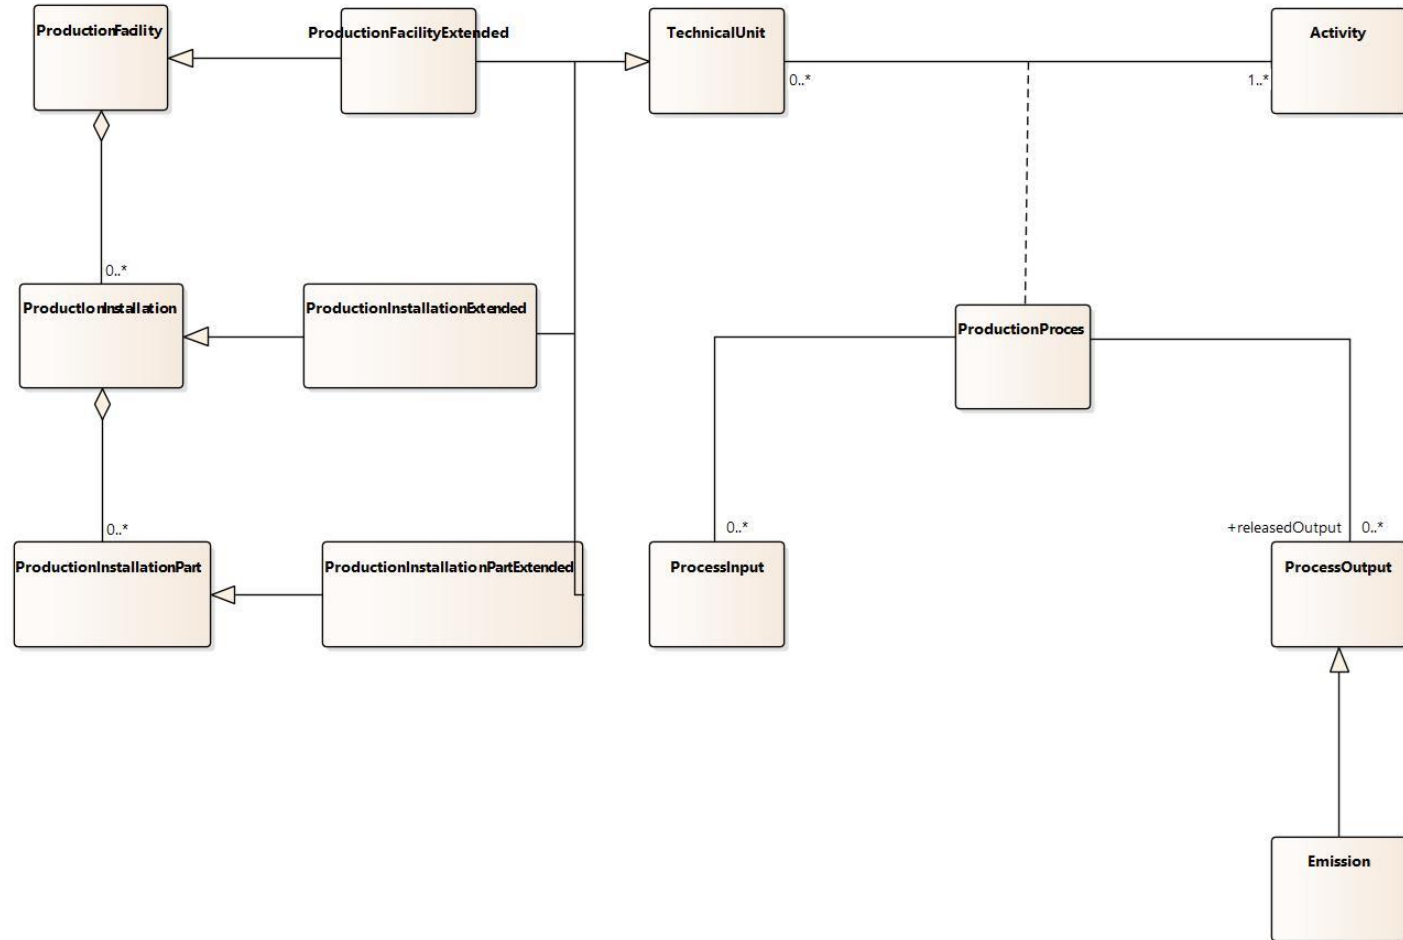 ProductionFacility
ProductionFacilityExtended
TechnicalUnit
Activity
0..*
1..*
0..*
ProductionInstallation
ProductionInstallationExtended
ProductionProces
0..*
0..*
+releasedOutput
0..*
ProductionInstallationPart
ProductionInstallationPartExtended
ProcessInput
ProcessOutput
Emission